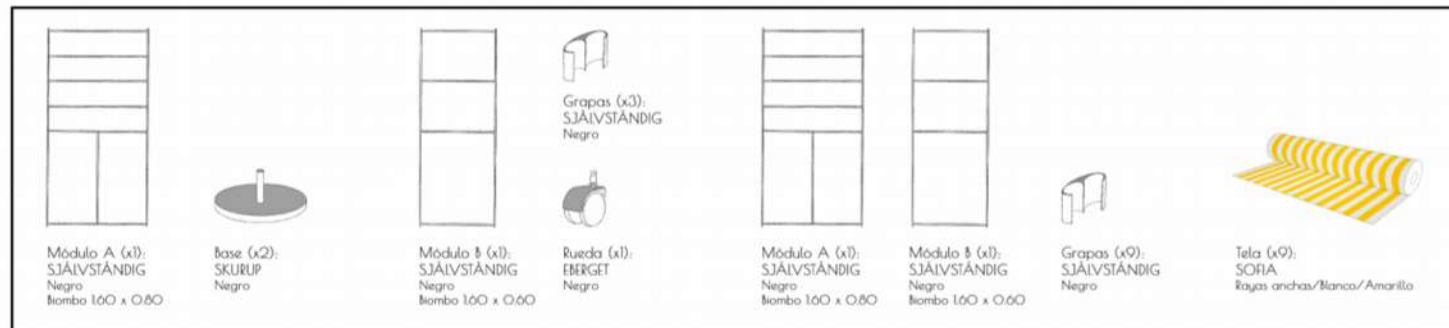 Grapas (x3):
SJÄLVSTÄNDIG
Negro
Módulo A (x1):
SJÄLVSTÄNDIG
Negro
Biombo 1.60 x 0.80
Base (x2):
SKURUP
Negro
Módulo B (x1):
SJÄLVSTÄNDIG
Negro
Biombo 1.60 x 0.60
Rueda (x1):
EBERGET
Negro
Módulo A (x1):
SJÄLVSTÄNDIG
Negro
Biombo 1.60 x 0.80
Módulo B (x1):
SJÄLVSTÄNDIG
Negro
Biombo 1.60 x 0.60
Grapas (x9):
SJÄLVSTÄNDIG
Negro
Tela (x9):
SOFIA
Rayas anchas/Blanco/Amarillo